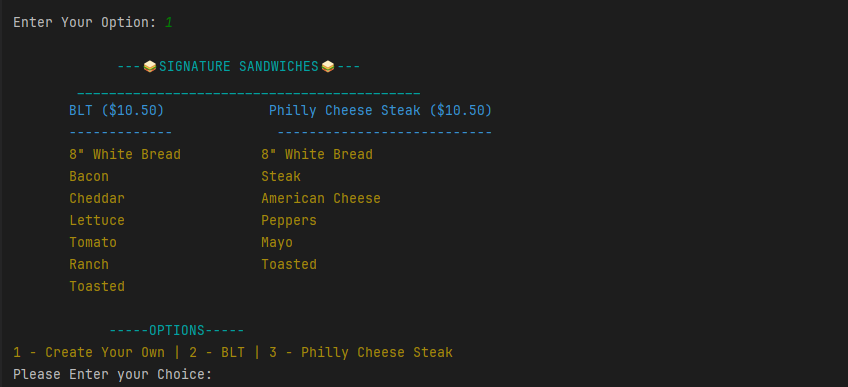 Enter Your Option: 1
---🥪SIGNATURE SANDWICHES🥪---
___________________________________________
BLT ($10.50) Philly Cheese Steak ($10.50)
------------- ---------------------------
8" White Bread 8" White Bread
Bacon Steak
Cheddar American Cheese
Lettuce Peppers
Tomato Mayo
Ranch Toasted
Toasted
-----OPTIONS-----
1 - Create Your Own | 2 - BLT | 3 - Philly Cheese Steak
Please Enter your Choice: